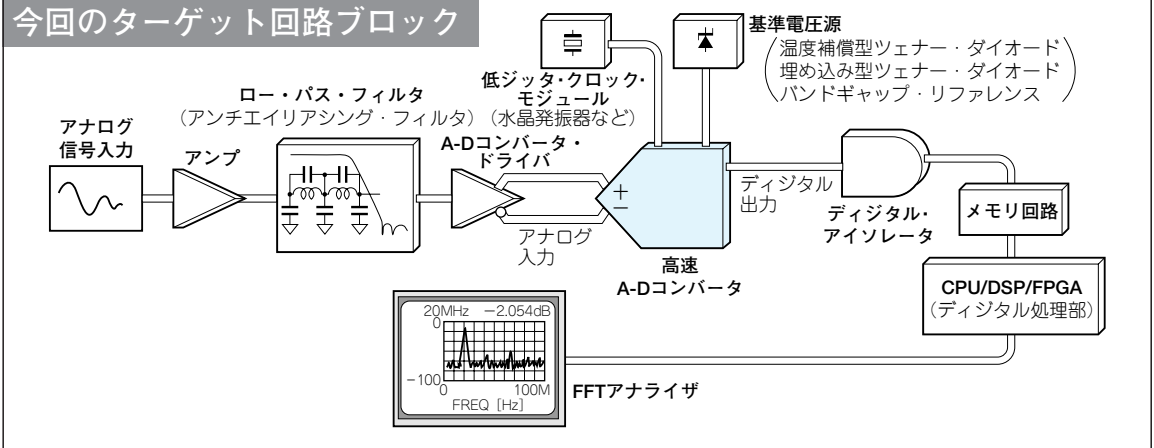 今回のターゲット回路ブロック
基準電圧源
温度補償型ツェナー・ダイオード
埋め込み型ツェナー・ダイオード
バンドギャップ・リファレンス
低ジッタ・クロック・
モジュール
(水晶発振器など)
ロー・パス・フィルタ
(アンチエイリアシング・フィルタ)
アナログ
信号入力
アンプ
A-Dコンバータ・
ドライバ
+
−
アナログ
入力
高速
A-Dコンバータ
ディジタル
出力
ディジタル・
アイソレータ
メモリ回路
CPU/DSP/FPGA
(ディジタル処理部)
20MHz −2.054dB
0
−100
0 100M
FREQ [Hz]
FFTアナライザ